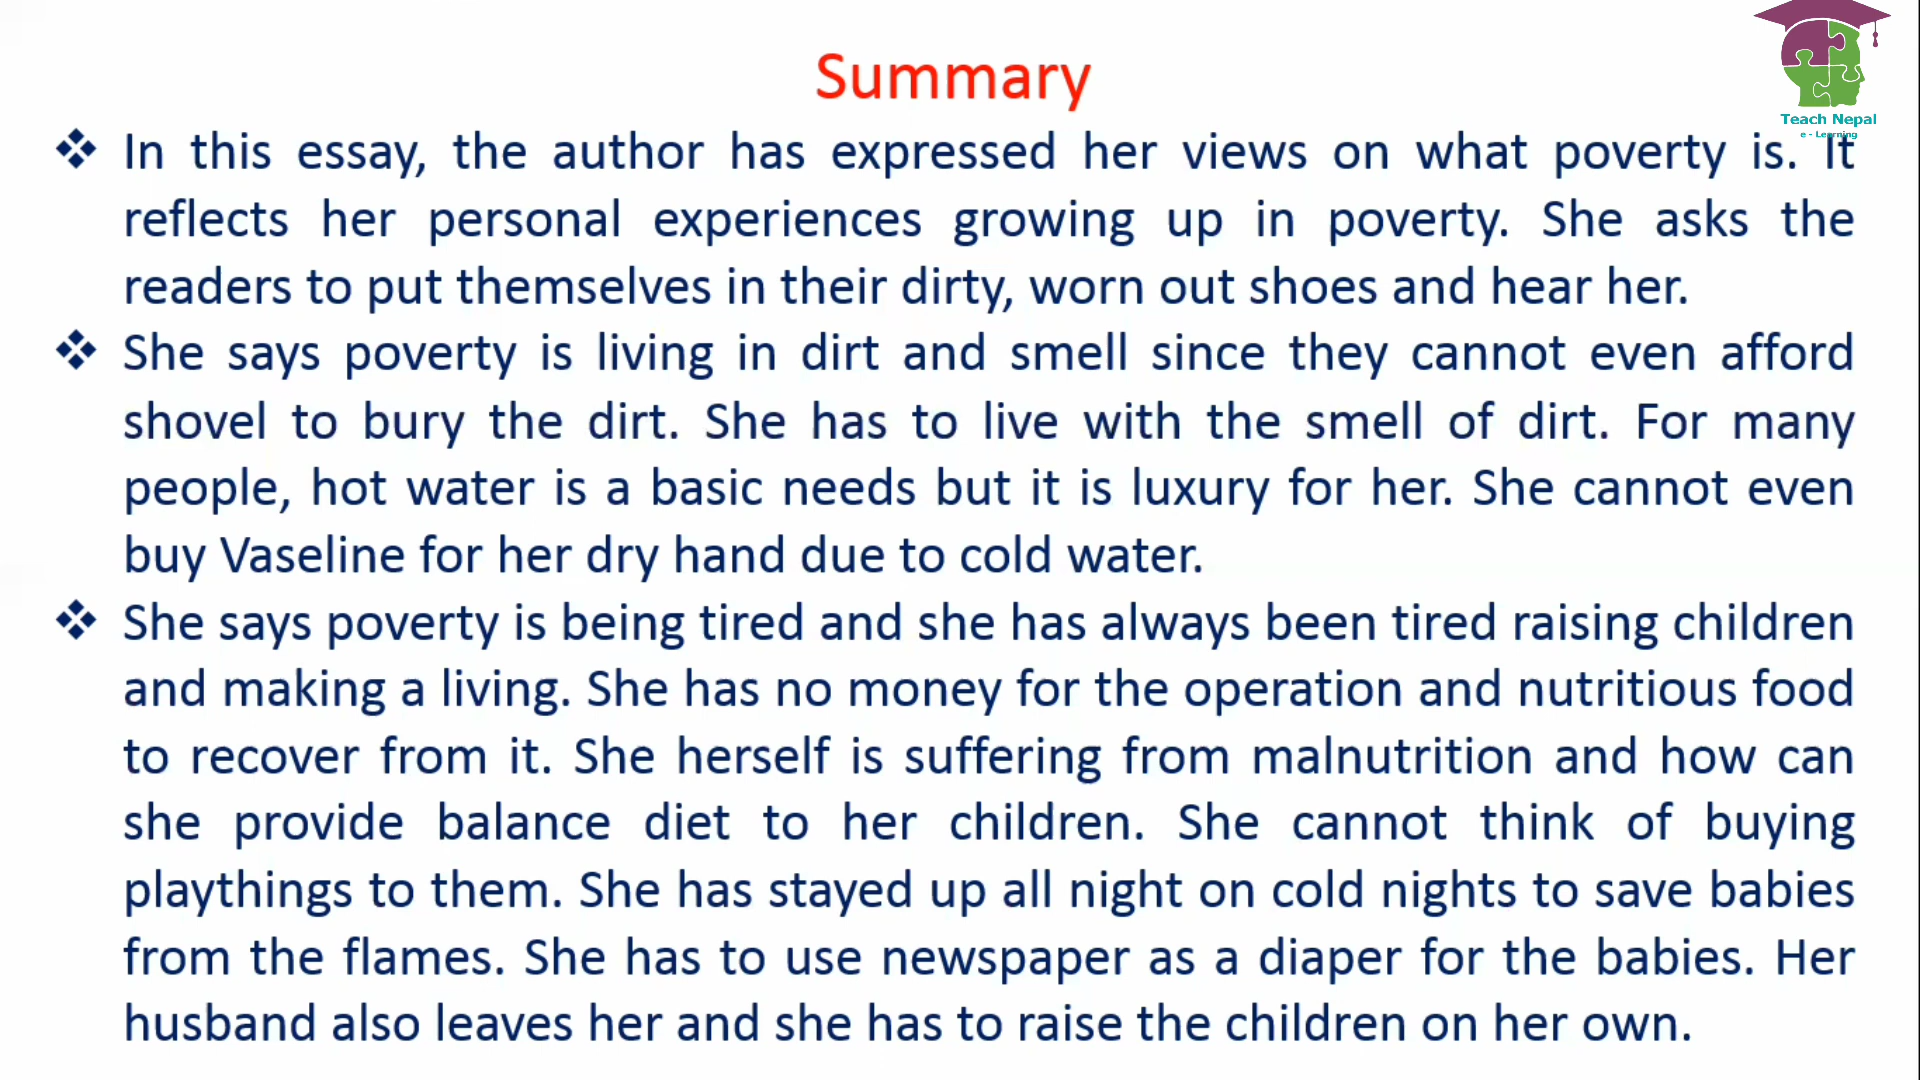 Summary
Teach Nepal
e - Learning
❖ In this essay, the author has expressed her views on what poverty is. It
reflects her personal experiences growing up in poverty. She asks the
readers to put themselves in their dirty, worn out shoes and hear her.
❖ She says poverty is living in dirt and smell since they cannot even afford
shovel to bury the dirt. She has to live with the smell of dirt. For many
people, hot water is a basic needs but it is luxury for her. She cannot even
buy Vaseline for her dry hand due to cold water.
❖ She says poverty is being tired and she has always been tired raising children
and making a living. She has no money for the operation and nutritious food
to recover from it. She herself is suffering from malnutrition and how can
she provide balance diet to her children. She cannot think of buying
playthings to them. She has stayed up all night on cold nights to save babies
from the flames. She has to use newspaper as a diaper for the babies. Her
husband also leaves her and she has to raise the children on her own.